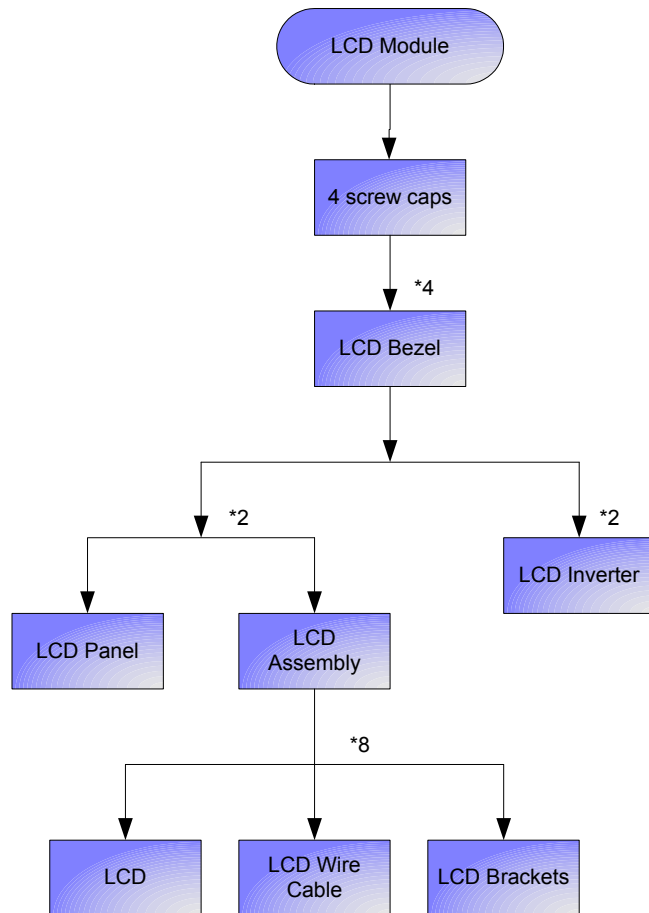 LCD Module
4 screw caps
*4
LCD Bezel
*2
*2
LCD Inverter
LCD Panel
LCD
Assembly
*8
LCD
LCD Wire
Cable
LCD Brackets